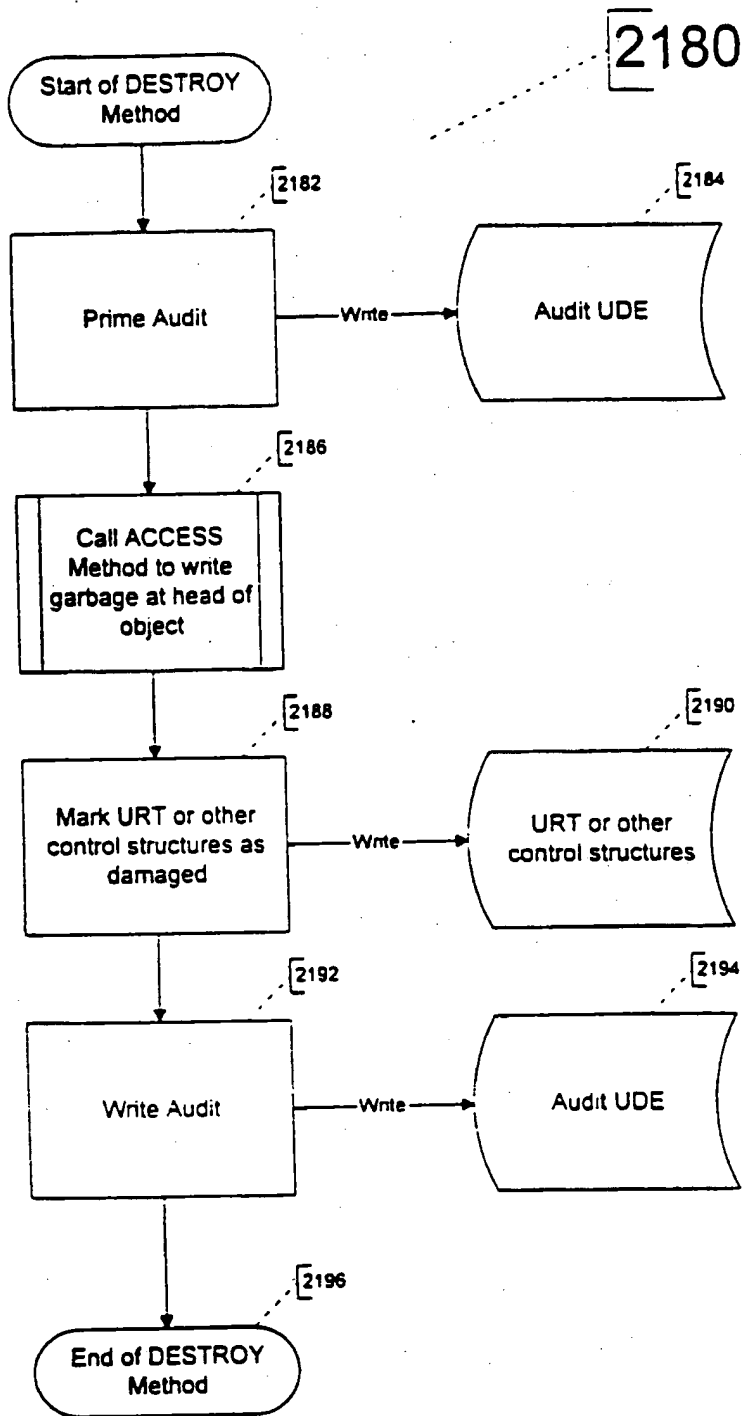 2180
Start of DESTROY
Method
2182
2184
Prime Audit
Write
Audit UDE
2186
Call ACCESS
Method to write
garbage at head of
object
2188
2190
Mark URT or other
control structures as
damaged
Write
URT or other
control structures
2192
2194
Write Audit
Write
Audit UDE
2196
End of DESTROY
Method